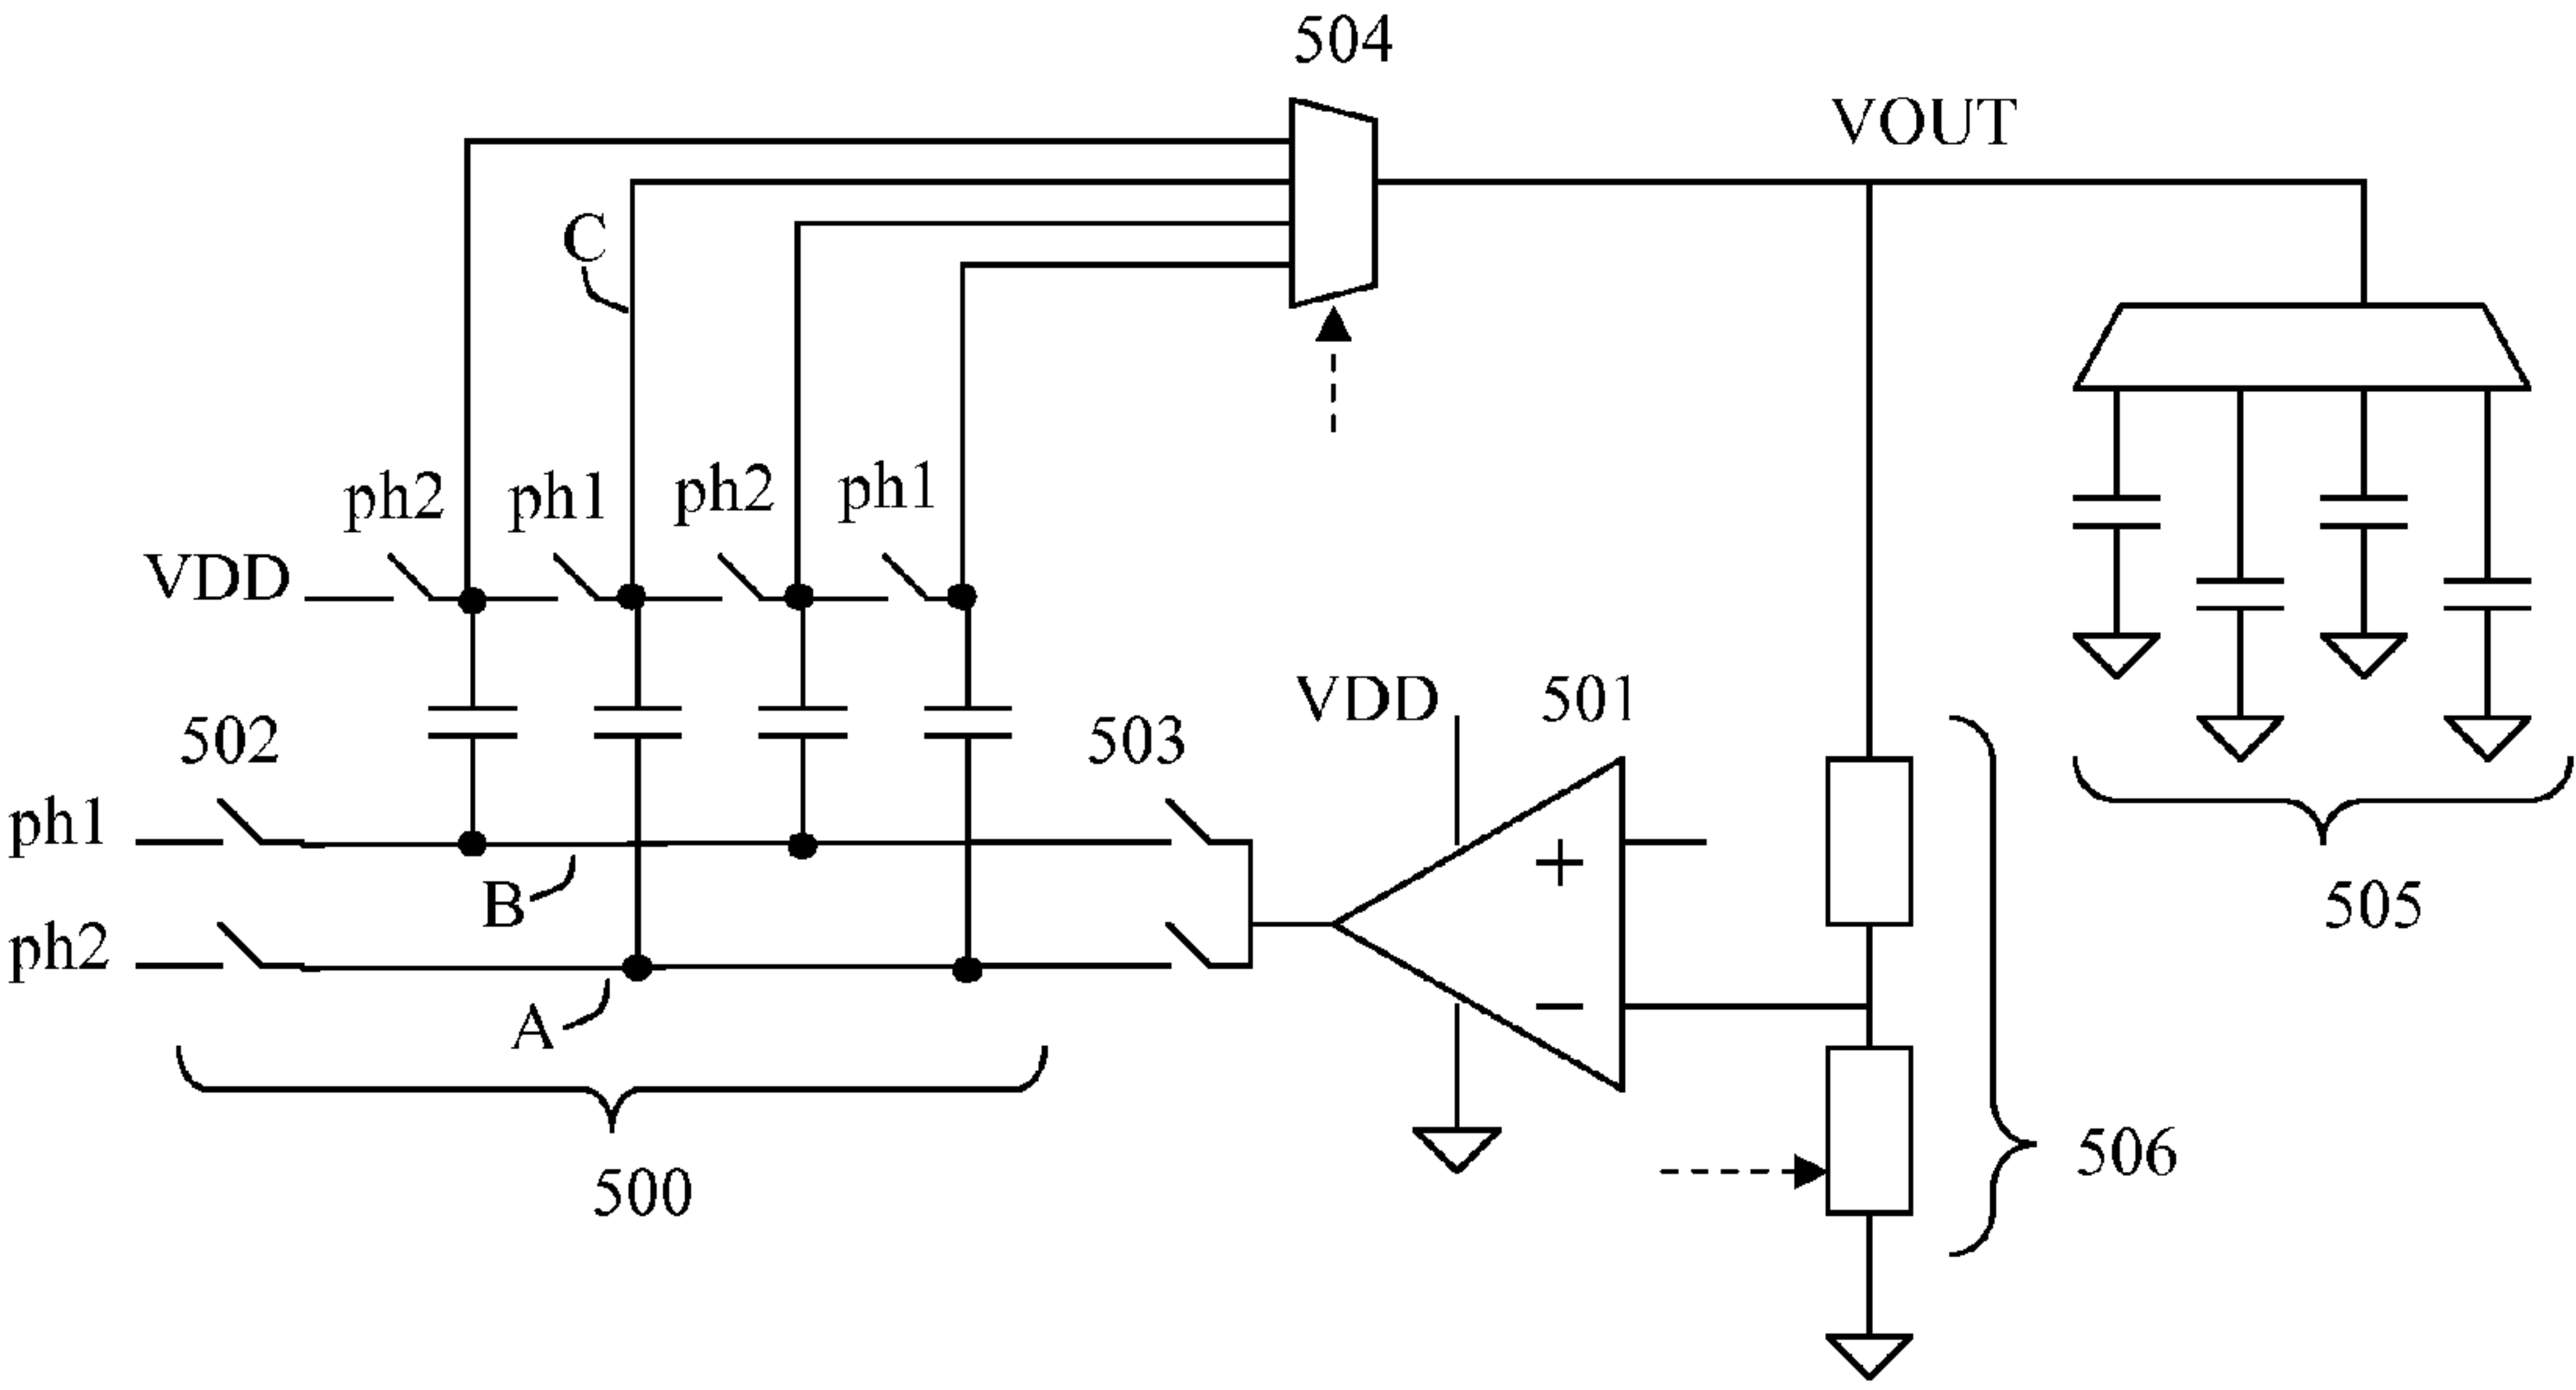 504
VOUT
C
ph2 ph1 ph2 ph1
VDD
VDD 501
502 503
+
ph1
B
505
ph2
−
A
506
500